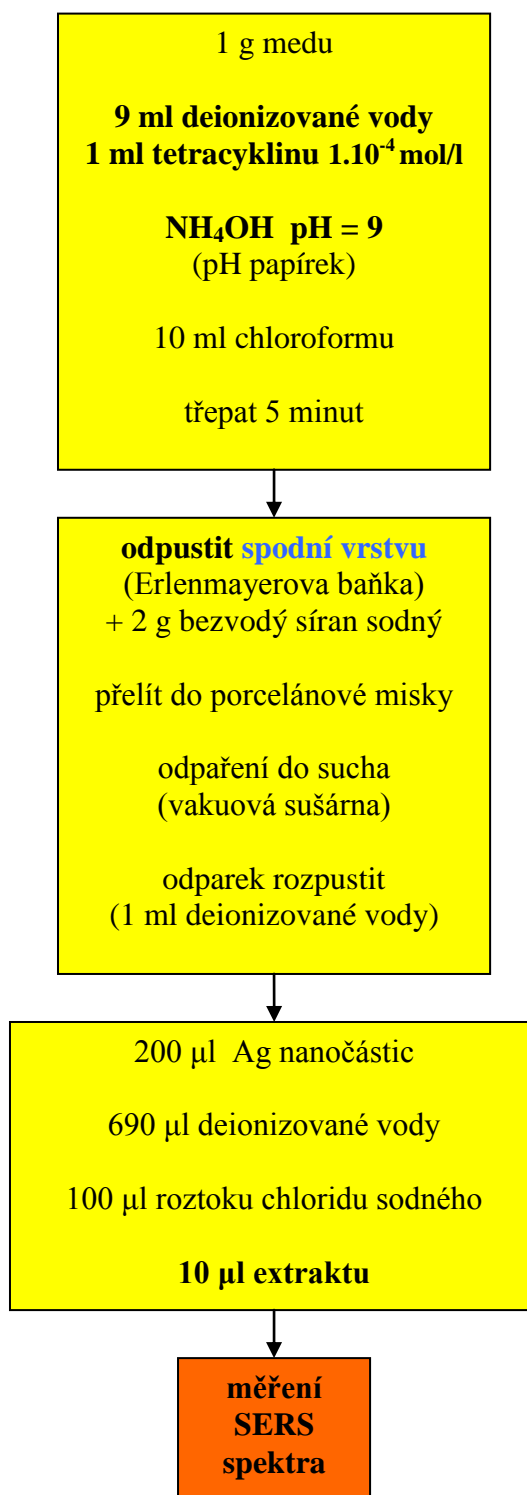 1 g medu
9 ml deionizované vody
1 ml tetracyklinu 1.10⁻⁴ mol/l
NH₄OH pH = 9
(pH papírek)
10 ml chloroformu
třepat 5 minut
odpustit spodní vrstvu
(Erlenmayerova baňka)
+ 2 g bezvodý síran sodný
přelít do porcelánové misky
odpaření do sucha
(vakuová sušárna)
odparek rozpustit
(1 ml deionizované vody)
200 μl Ag nanočástic
690 μl deionizované vody
100 μl roztoku chloridu sodného
10 μl extraktu
měření
SERS
spektra